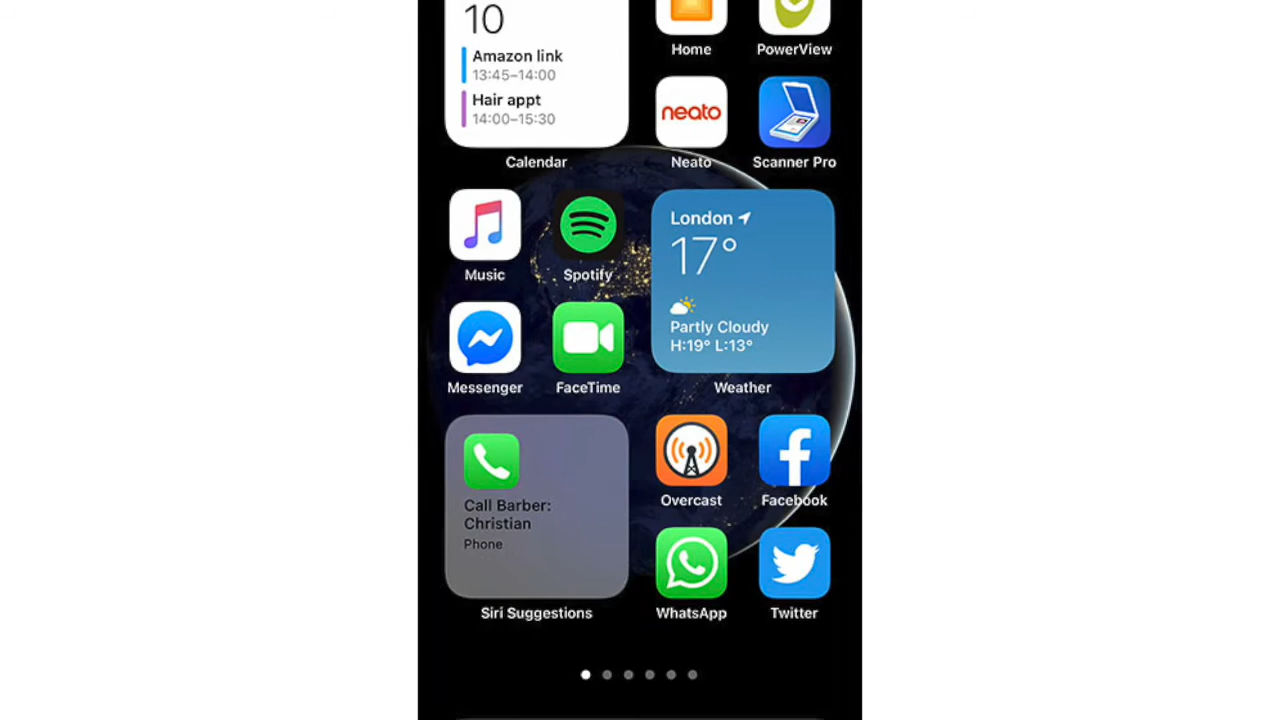 10
Amazon link
13:45–14:00
Hair appt
14:00–15:30
Calendar
Home
PowerView
neato
Neato
Scanner Pro
Music
Spotify
London
17°
Partly Cloudy
H:19° L:13°
Weather
Messenger
FaceTime
Call Barber:
Christian
Phone
Siri Suggestions
Overcast
Facebook
WhatsApp
Twitter